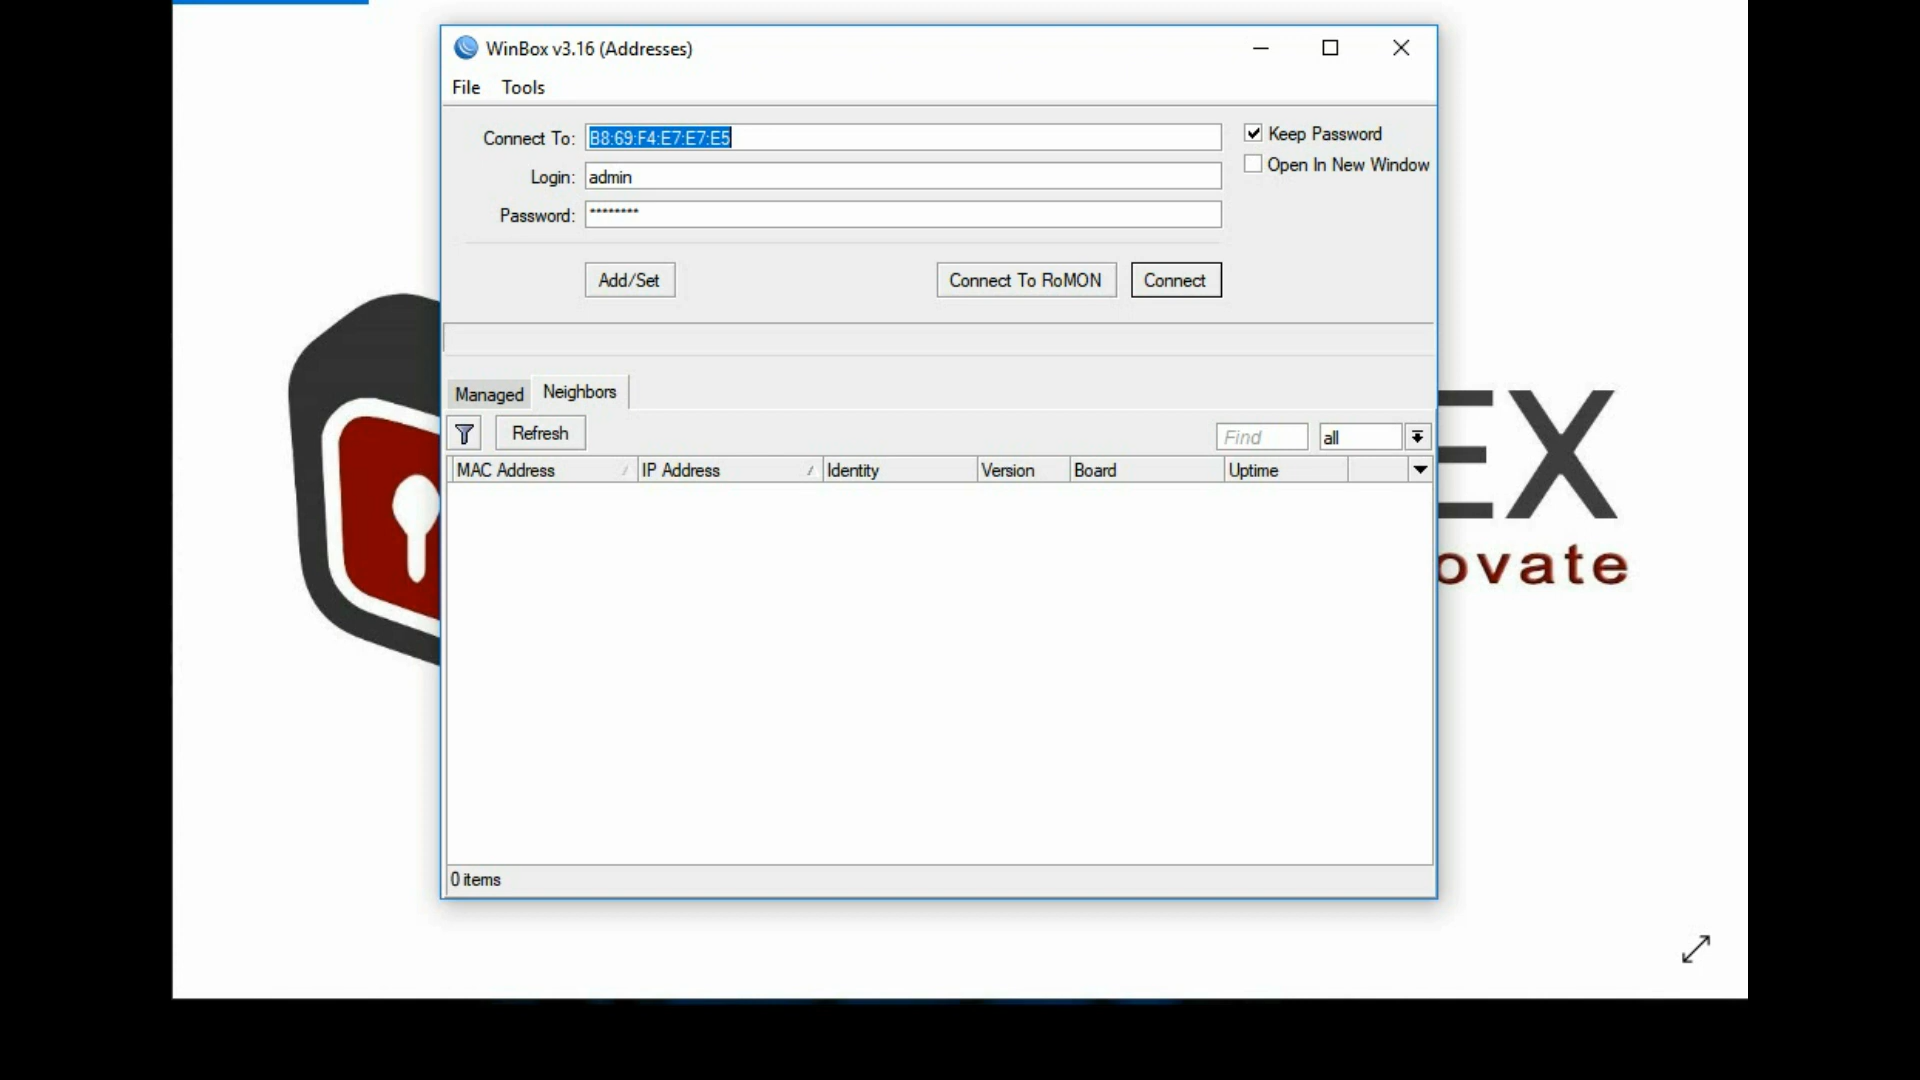 WinBox v3.16 (Addresses)
File Tools
Connect To: B8:69:F4:E7:E7:E5
Keep Password
Open In New Window
Login: admin
Password: ********
Add/Set Connect To RoMON Connect
Managed Neighbors
Refresh Find all
MAC Address IP Address Identity Version Board Uptime
EX
ovate
0 items